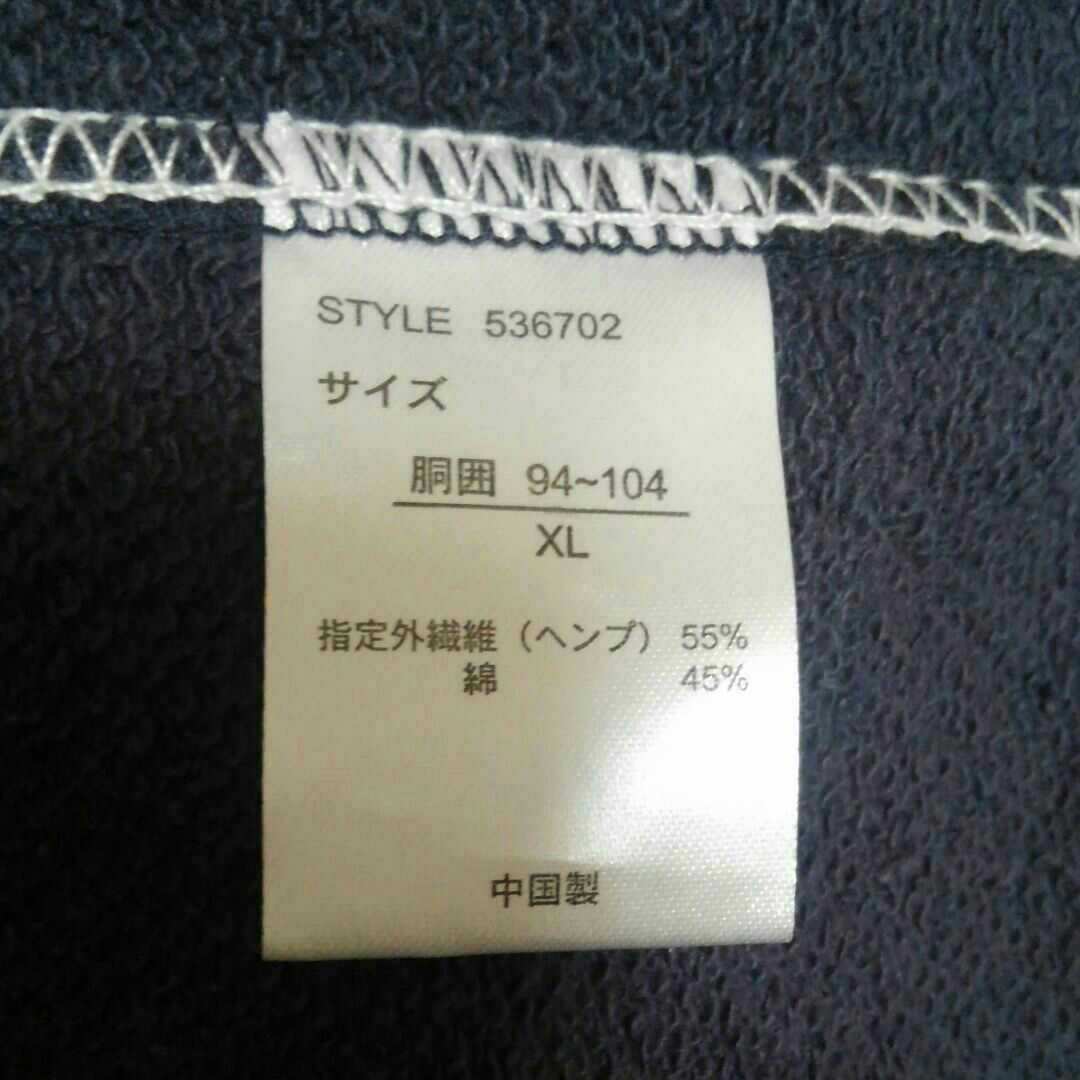 STYLE 536702
サイズ
胴囲 94~104
XL
指定外繊維（ヘンプ） 55%
綿 45%
中国製